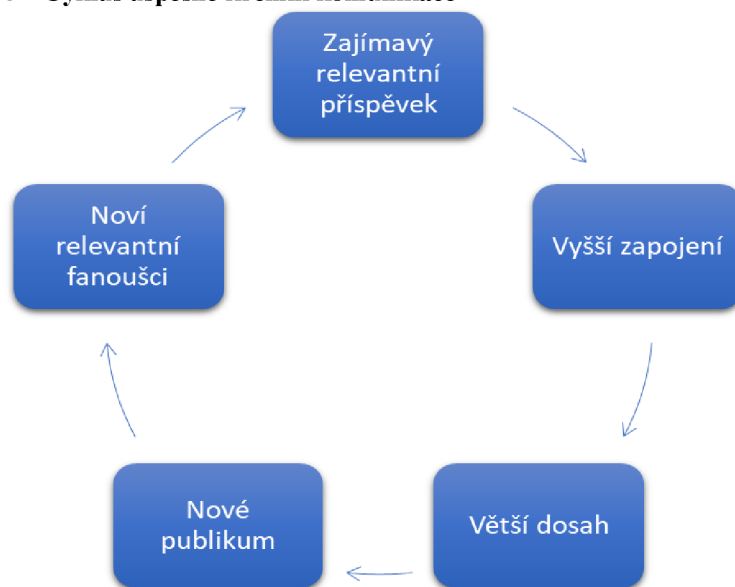 Zajímavý
relevantní
příspěvek
Vyšší zapojení
Větší dosah
Nové
publikum
Noví
relevantní
fanoušci